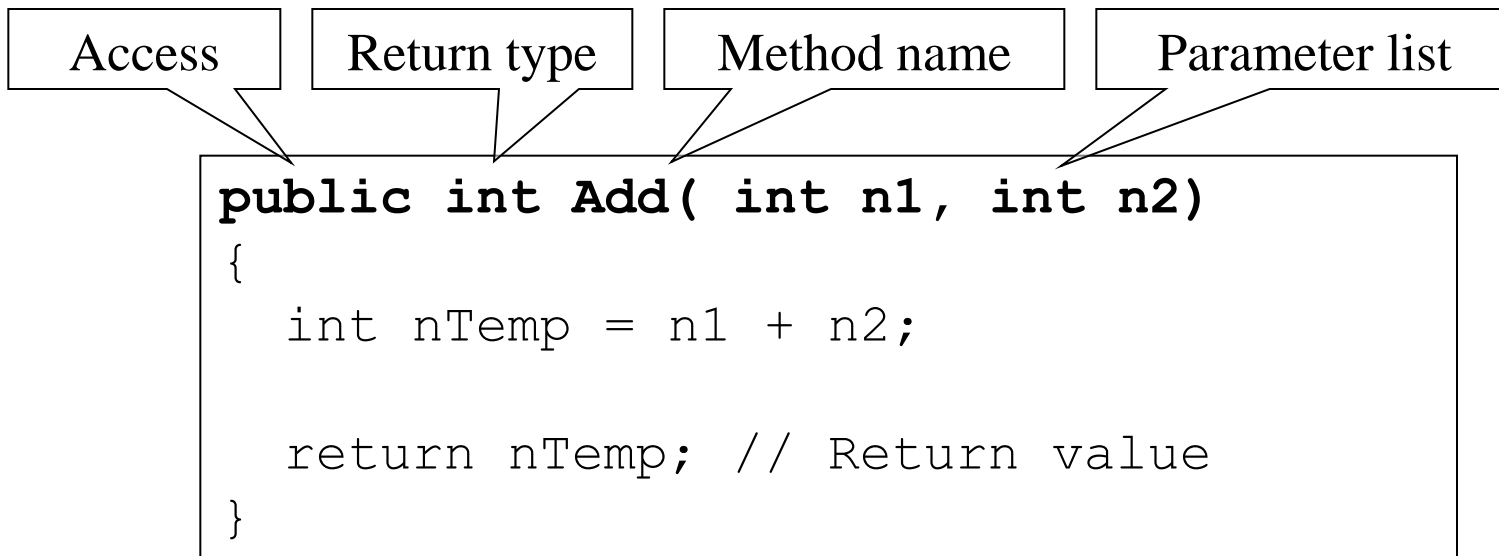 Access Return type Method name Parameter list
public int Add( int n1, int n2)
{
int nTemp = n1 + n2;
return nTemp; // Return value
}